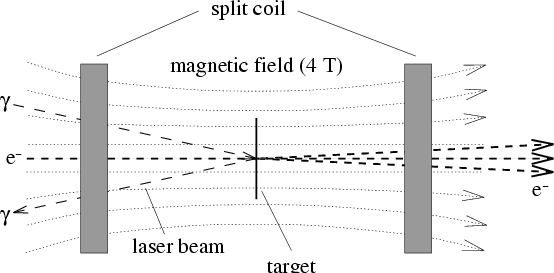 split coil
magnetic field (4 T)
γ
e⁻
γ
e⁻
laser beam
target